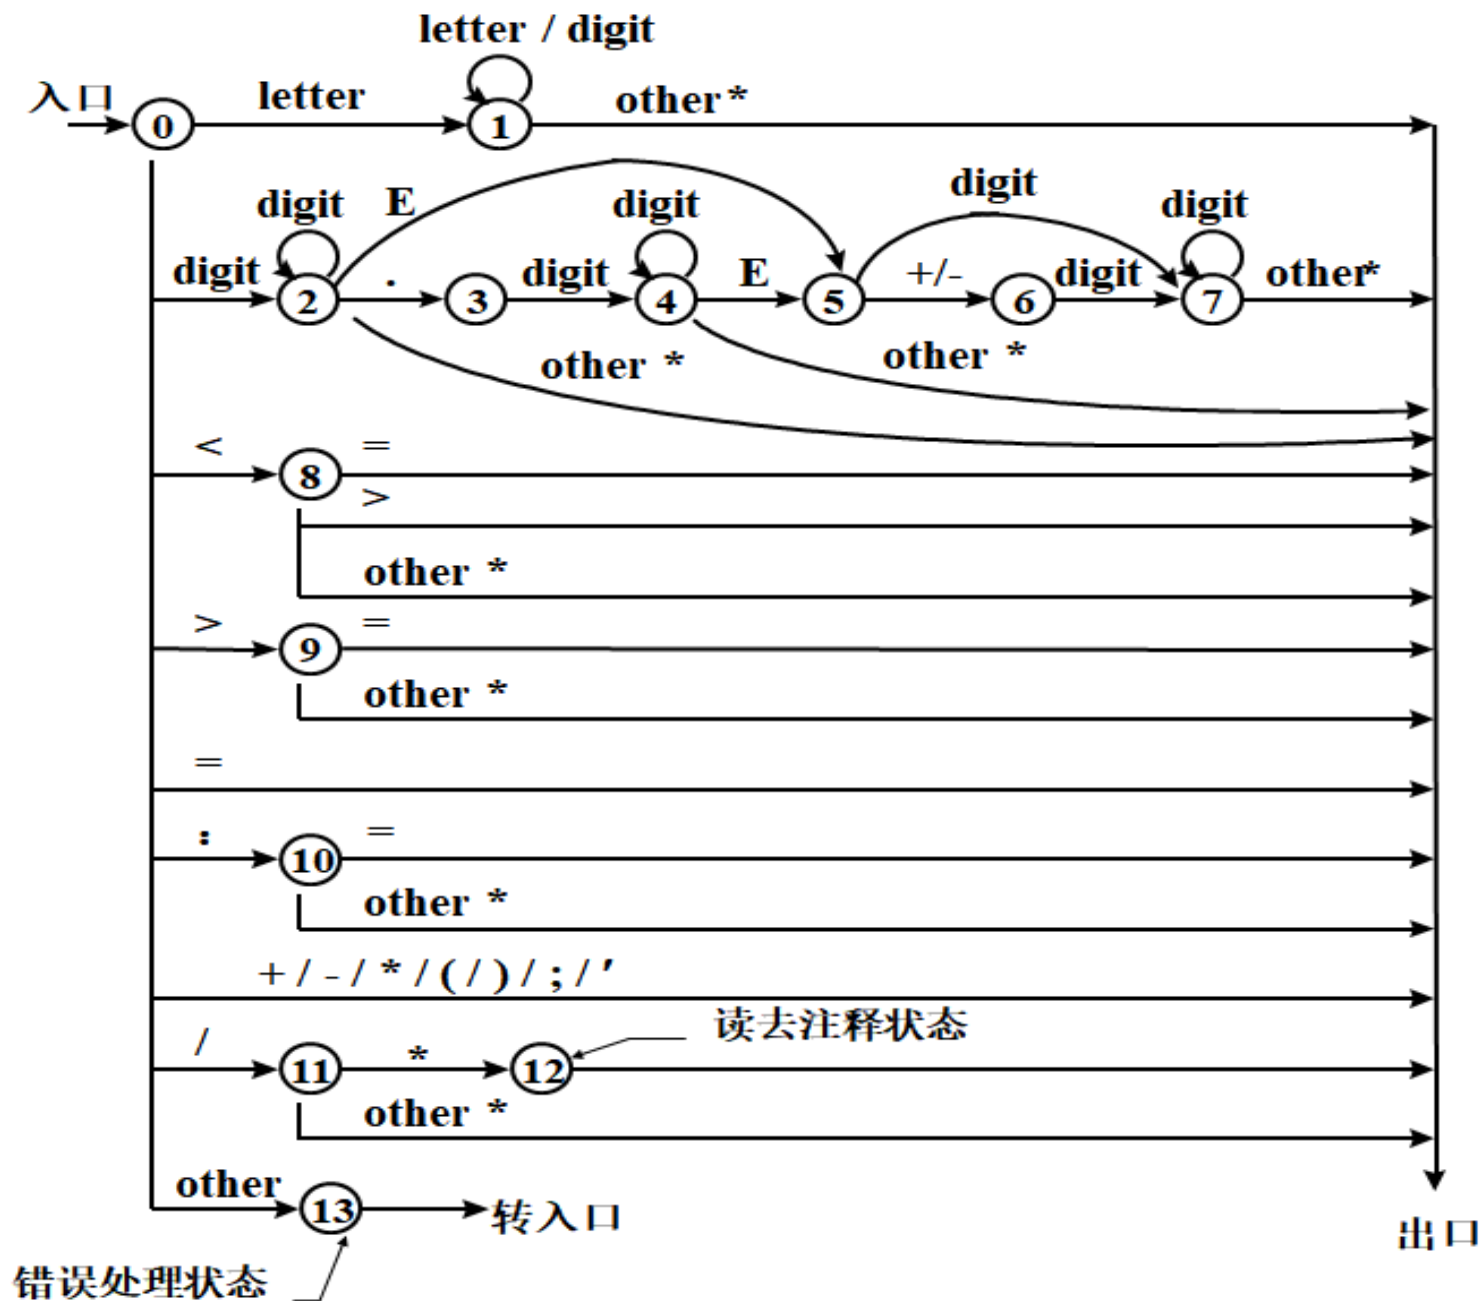 letter / digit
入口 0 letter 1 other *
digit E digit digit digit
digit 2 . 3 digit 4 E 5 +/- 6 digit 7 other*
other * other *
< 8 =
>
other *
> 9 =
other *
=
: 10 =
other *
+ / - / * / ( / ) / ; / ′
读去注释状态
/ 11 * 12
other *
other 13 转入口
出口
错误处理状态